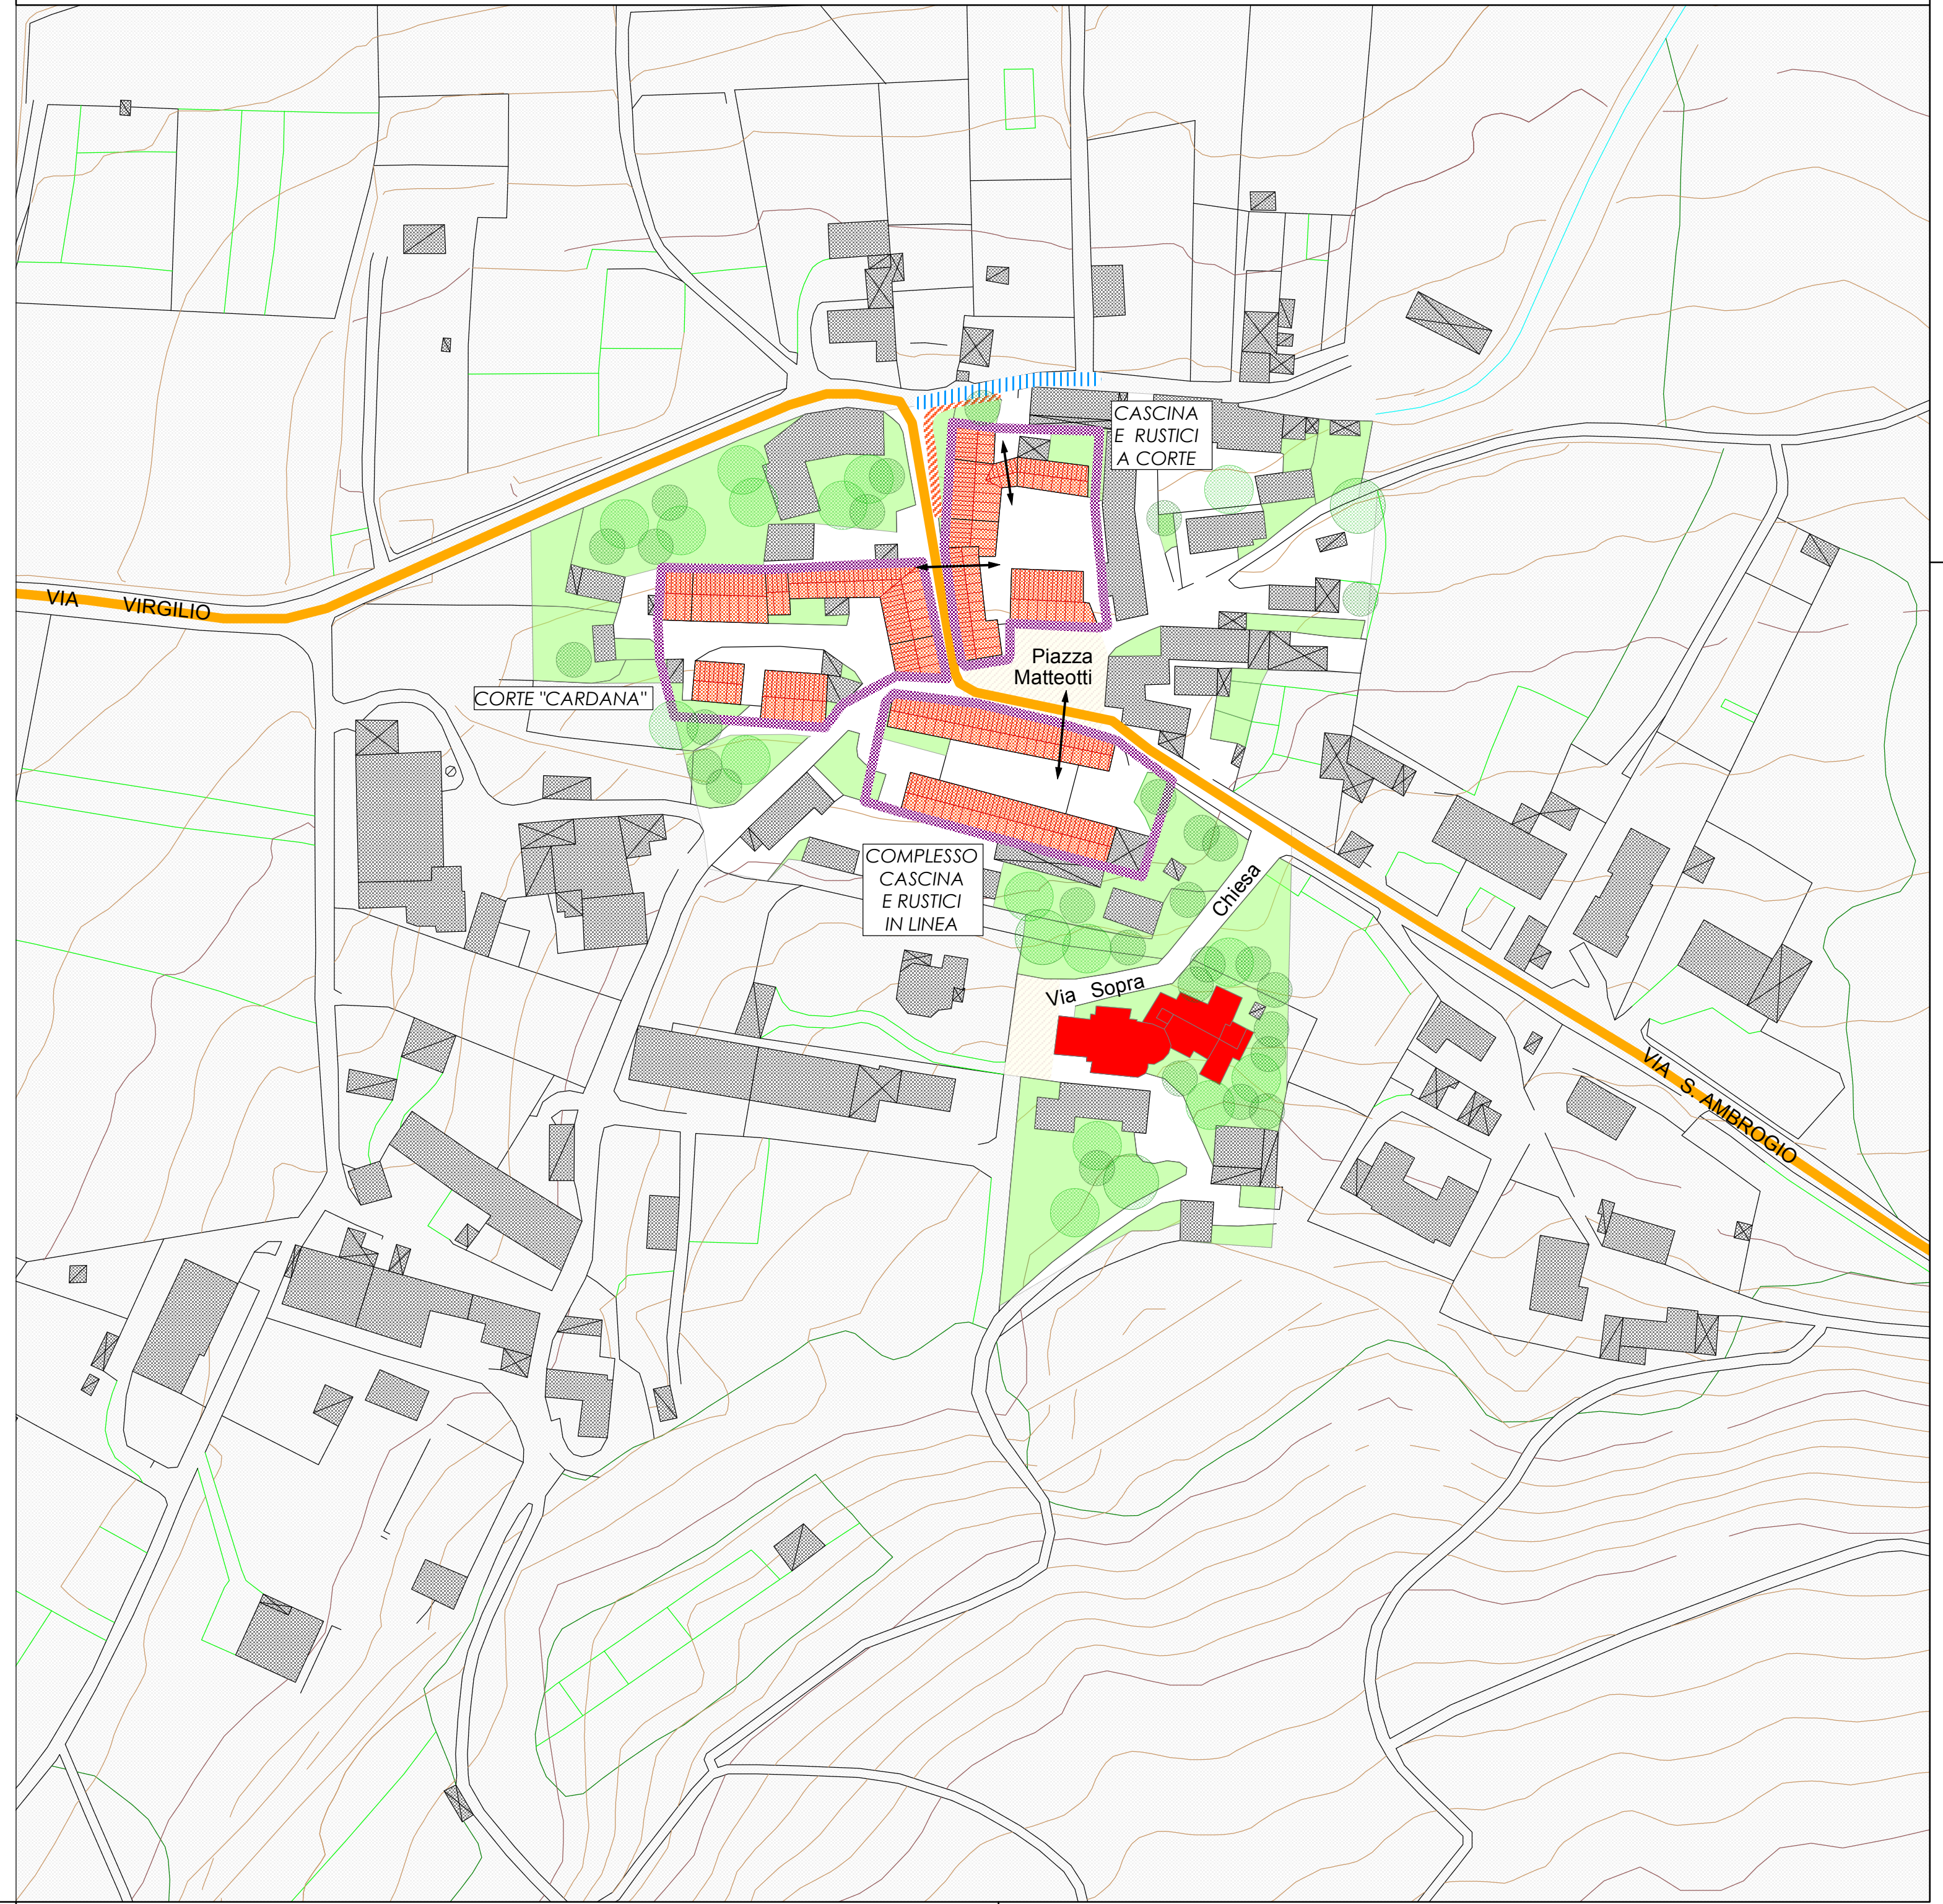 CASCINA
E RUSTICI
A CORTE
VIA VIRGILIO
Piazza
Matteotti
CORTE "CARDANA"
COMPLESSO
CASCINA
E RUSTICI
IN LINEA
Via Sopra Chiesa
VIA S. AMBROGIO